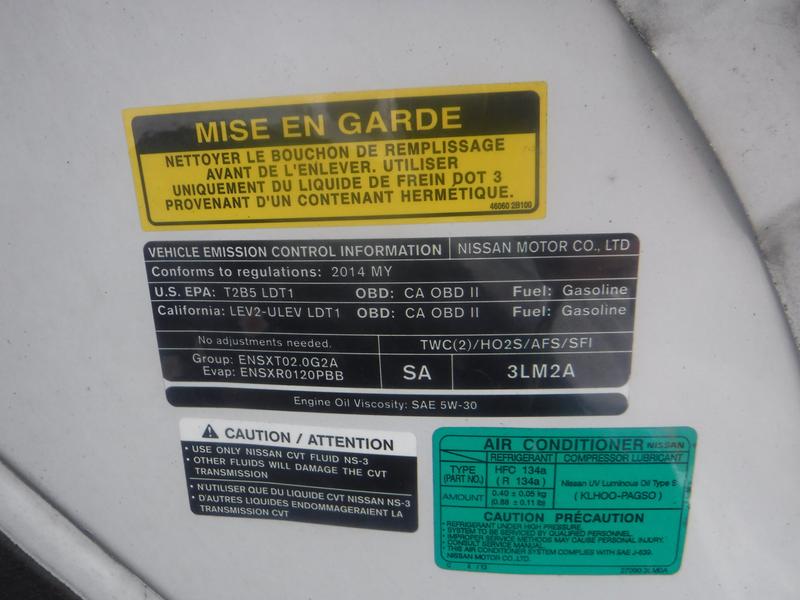 MISE EN GARDE
NETTOYER LE BOUCHON DE REMPLISSAGE
AVANT DE L'ENLEVER. UTILISER
UNIQUEMENT DU LIQUIDE DE FREIN DOT 3
PROVENANT D'UN CONTENANT HERMÉTIQUE.
46060 2B100
VEHICLE EMISSION CONTROL INFORMATION NISSAN MOTOR CO., LTD
Conforms to regulations: 2014 MY
U.S. EPA: T2B5 LDT1 OBD: CA OBD II Fuel: Gasoline
California: LEV2-ULEV LDT1 OBD: CA OBD II Fuel: Gasoline
No adjustments needed. TWC(2)/HO2S/AFS/SFI
Group: ENSXT02.0G2A
Evap: ENSXR0120PBB
SA 3LM2A
Engine Oil Viscosity: SAE 5W-30
CAUTION / ATTENTION
• USE ONLY NISSAN CVT FLUID NS-3
• OTHER FLUIDS WILL DAMAGE THE CVT
TRANSMISSION
• N'UTILISER QUE DU LIQUIDE CVT NISSAN NS-3
• D'AUTRES LIQUIDES ENDOMMAGERAIENT LA
TRANSMISSION CVT
AIR CONDITIONER NISSAN
REFRIGERANT COMPRESSOR LUBRICANT
TYPE HFC 134a
(PART NO.) (R 134a)
Nissan UV Luminous Oil Type S
(KLHOO-PAGSO)
AMOUNT 0.40 ± 0.05 kg
(0.88 ± 0.11 lb)
CAUTION PRÉCAUTION
• REFRIGERANT UNDER HIGH PRESSURE.
• SYSTEM TO BE SERVICED BY QUALIFIED PERSONNEL.
• IMPROPER SERVICE METHODS MAY CAUSE PERSONAL INJURY.
• CONSULT SERVICE MANUAL.
• THIS AIR CONDITIONER SYSTEM COMPLIES WITH SAE J-639.
NISSAN MOTOR CO.,LTD.
27090 3LM0A